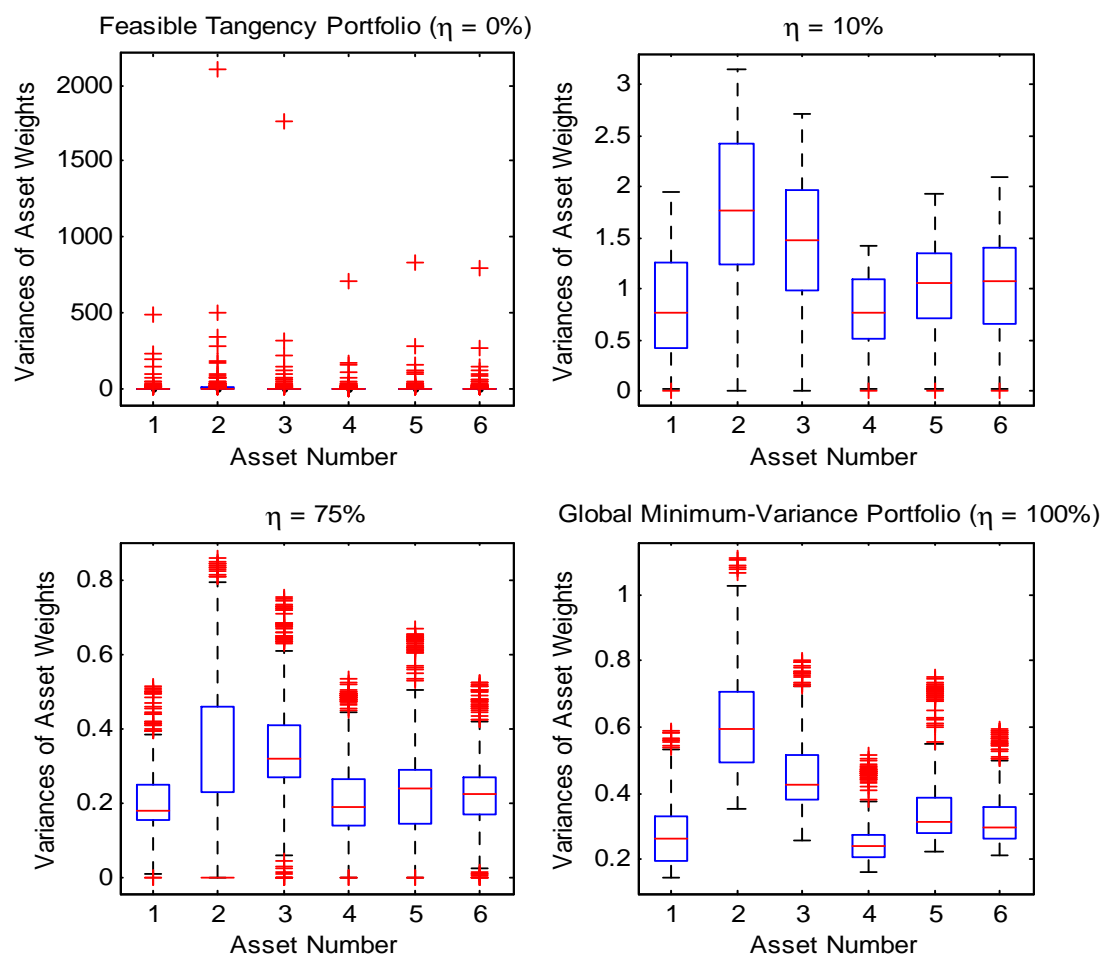 Feasible Tangency Portfolio (η = 0%)
Variances of Asset Weights
2000
1500
1000
500
0
1 2 3 4 5 6
Asset Number
η = 10%
Variances of Asset Weights
3
2.5
2
1.5
1
0.5
0
1 2 3 4 5 6
Asset Number
η = 75%
Variances of Asset Weights
0.8
0.6
0.4
0.2
0
1 2 3 4 5 6
Asset Number
Global Minimum-Variance Portfolio (η = 100%)
Variances of Asset Weights
1
0.8
0.6
0.4
0.2
1 2 3 4 5 6
Asset Number